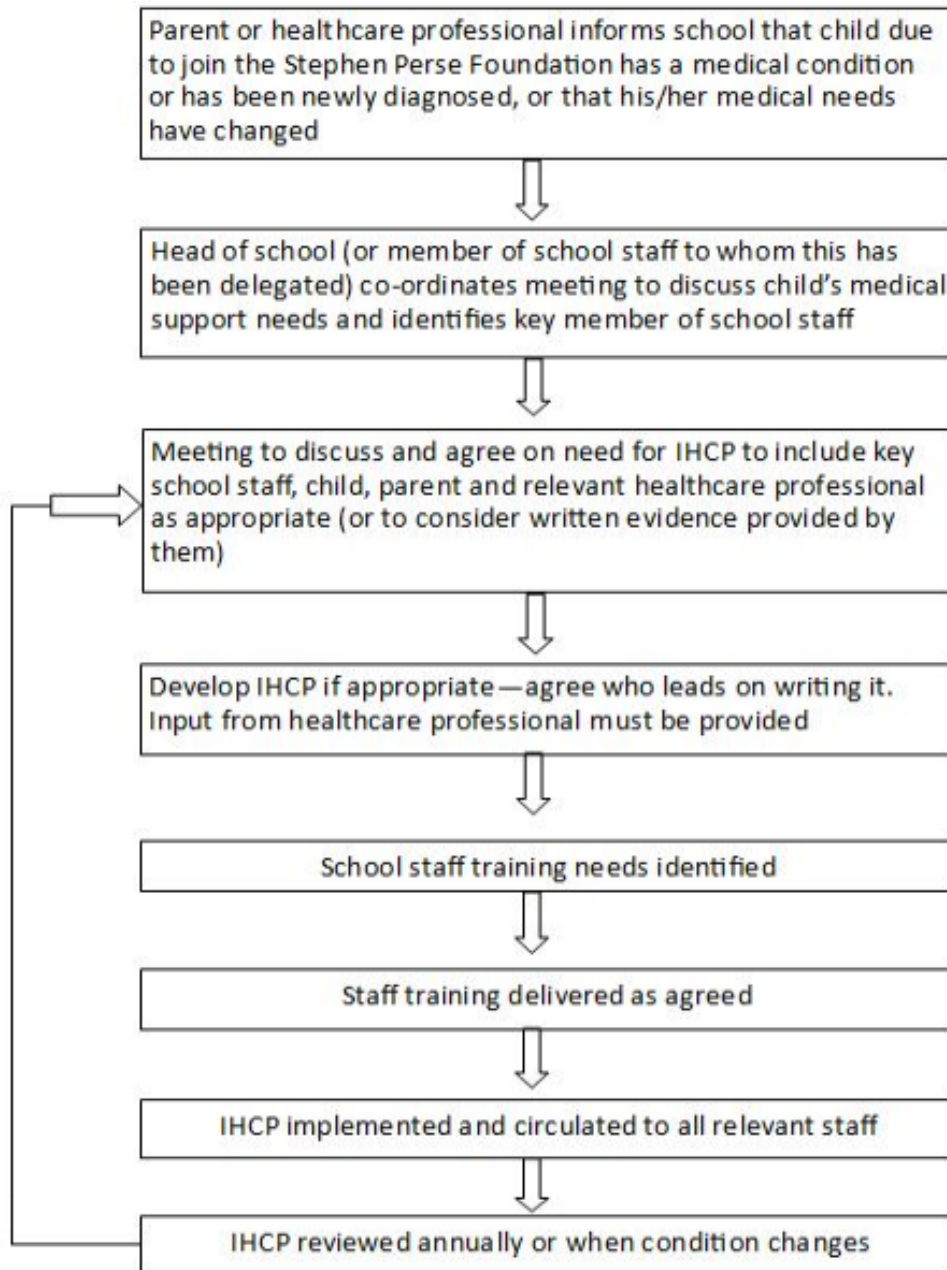 Parent or healthcare professional informs school that child due
to join the Stephen Perse Foundation has a medical condition
or has been newly diagnosed, or that his/her medical needs
have changed
Head of school (or member of school staff to whom this has
been delegated) co-ordinates meeting to discuss child's medical
support needs and identifies key member of school staff
Meeting to discuss and agree on need for IHCP to include key
school staff, child, parent and relevant healthcare professional
as appropriate (or to consider written evidence provided by
them)
Develop IHCP if appropriate—agree who leads on writing it.
Input from healthcare professional must be provided
School staff training needs identified
Staff training delivered as agreed
IHCP implemented and circulated to all relevant staff
IHCP reviewed annually or when condition changes